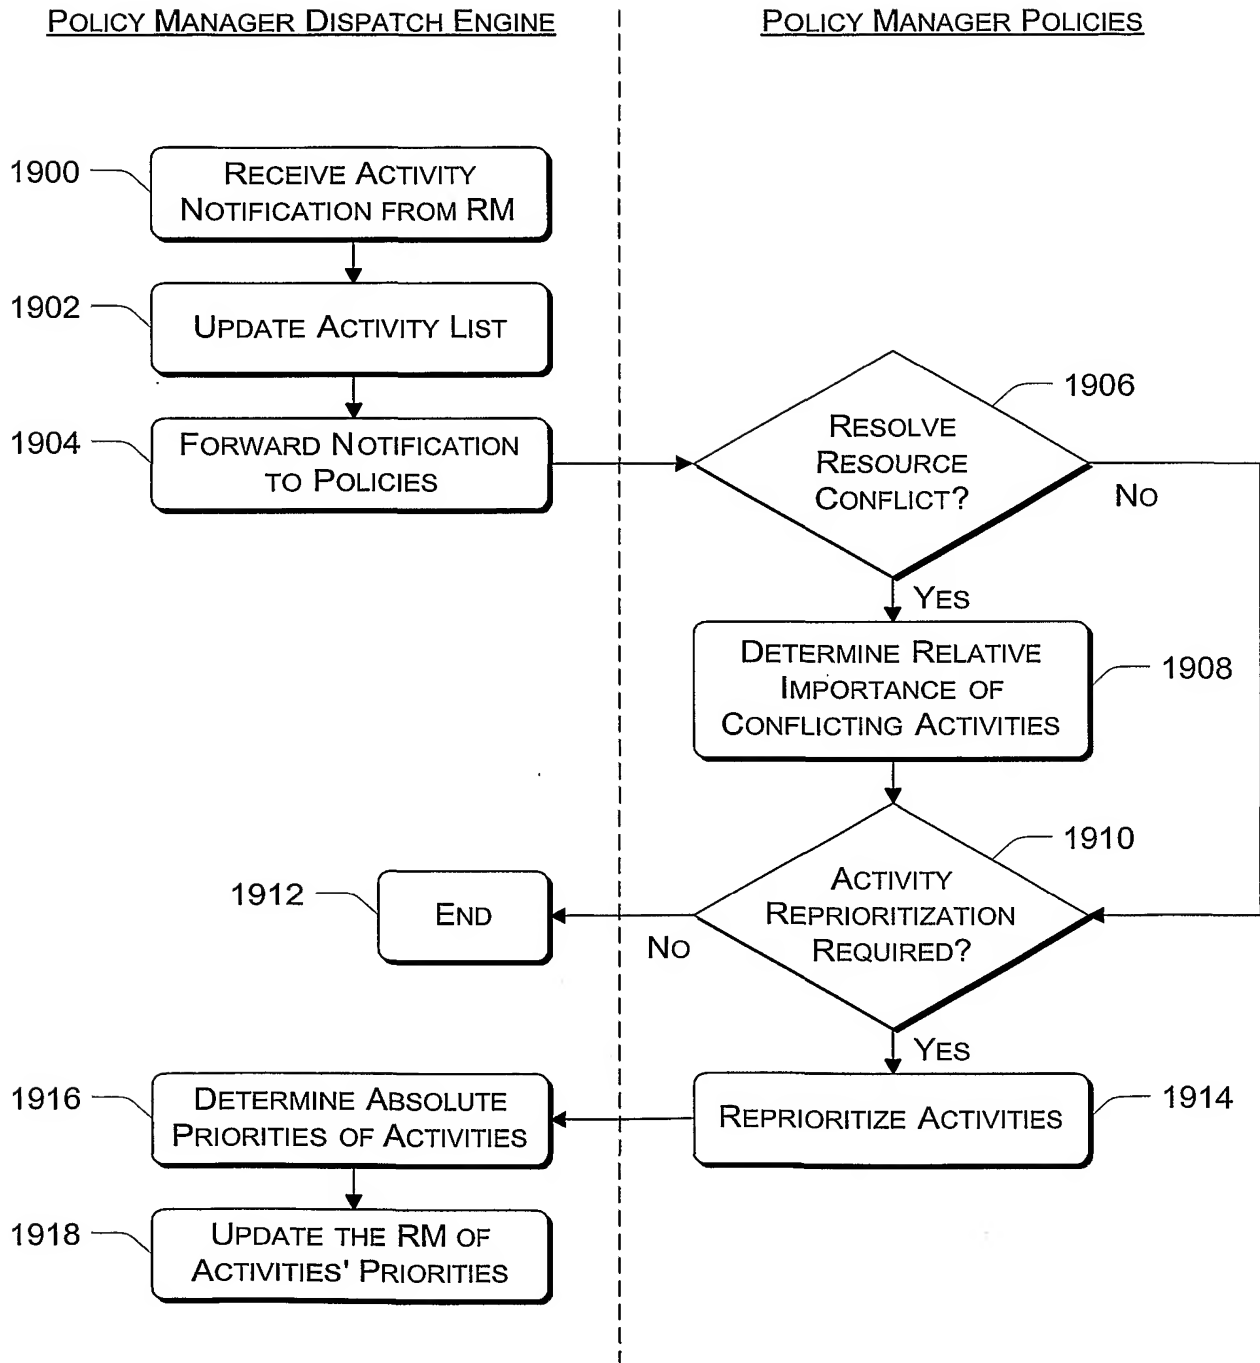 POLICY MANAGER DISPATCH ENGINE
POLICY MANAGER POLICIES
1900
RECEIVE ACTIVITY
NOTIFICATION FROM RM
1902
UPDATE ACTIVITY LIST
1904
FORWARD NOTIFICATION
TO POLICIES
1906
RESOLVE
RESOURCE
CONFLICT?
NO
YES
DETERMINE RELATIVE
IMPORTANCE OF
CONFLICTING ACTIVITIES
1908
1910
ACTIVITY
REPRIORITIZATION
REQUIRED?
1912
END
NO
YES
REPRIORITIZE ACTIVITIES
1914
1916
DETERMINE ABSOLUTE
PRIORITIES OF ACTIVITIES
1918
UPDATE THE RM OF
ACTIVITIES' PRIORITIES